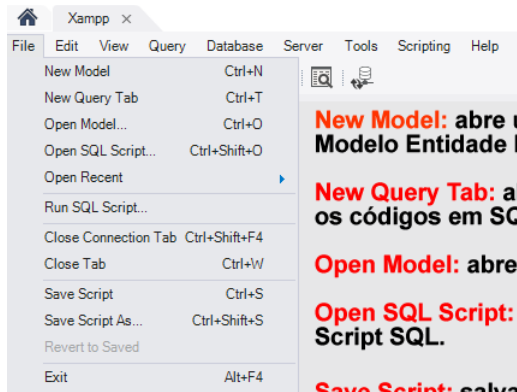 Xampp ×
File Edit View Query Database Server Tools Scripting Help
New Model Ctrl+N
New Query Tab Ctrl+T
Open Model... Ctrl+O
Open SQL Script... Ctrl+Shift+O
Open Recent
Run SQL Script...
Close Connection Tab Ctrl+Shift+F4
Close Tab Ctrl+W
Save Script Ctrl+S
Save Script As... Ctrl+Shift+S
Revert to Saved
Exit Alt+F4
New Model: abre
Modelo Entidade
New Query Tab:
os códigos em SQ
Open Model: abre
Open SQL Script:
Script SQL.
Save Script: salva